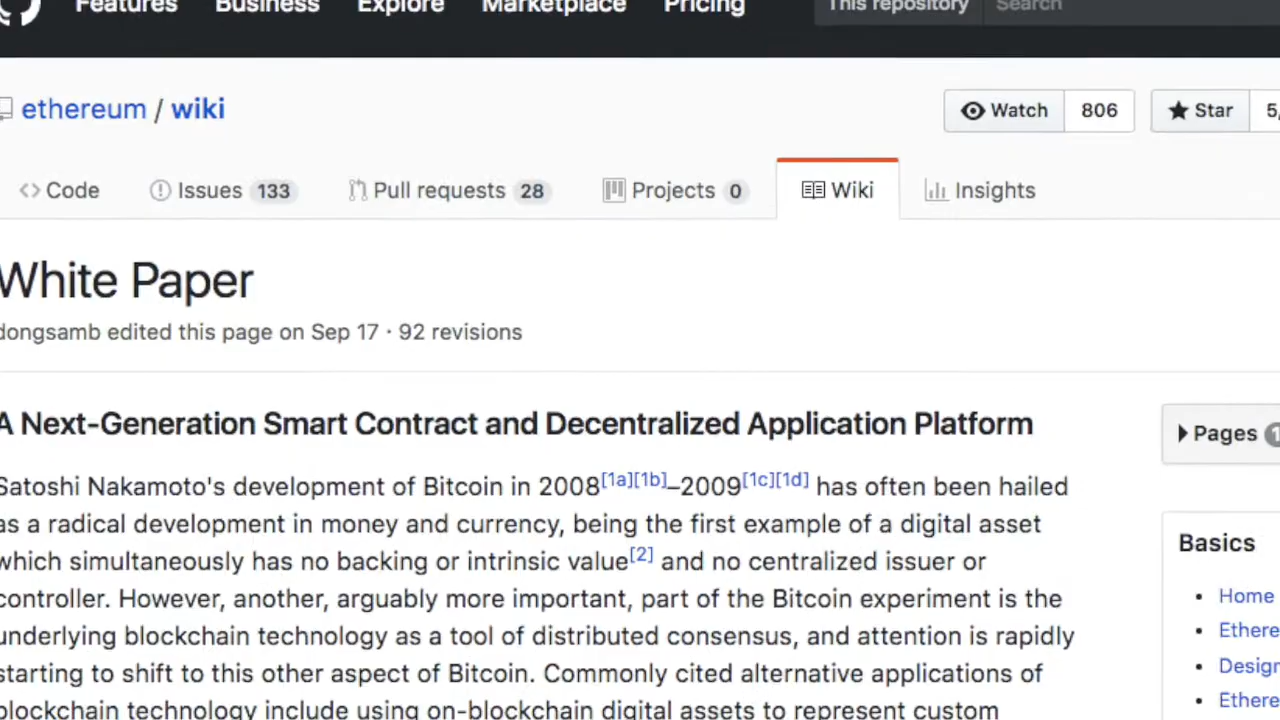 Features Business Explore Marketplace Pricing This repository Search
ethereum / wiki Watch 806 Star 5,
Code Issues 133 Pull requests 28 Projects 0 Wiki Insights
White Paper
dongsamb edited this page on Sep 17 · 92 revisions
A Next-Generation Smart Contract and Decentralized Application Platform
Satoshi Nakamoto's development of Bitcoin in 2008[1a][1b]–2009[1c][1d] has often been hailed
as a radical development in money and currency, being the first example of a digital asset
which simultaneously has no backing or intrinsic value[2] and no centralized issuer or
controller. However, another, arguably more important, part of the Bitcoin experiment is the
underlying blockchain technology as a tool of distributed consensus, and attention is rapidly
starting to shift to this other aspect of Bitcoin. Commonly cited alternative applications of
blockchain technology include using on-blockchain digital assets to represent custom
Pages 1
Basics
Home
Ethere
Design
Ethere